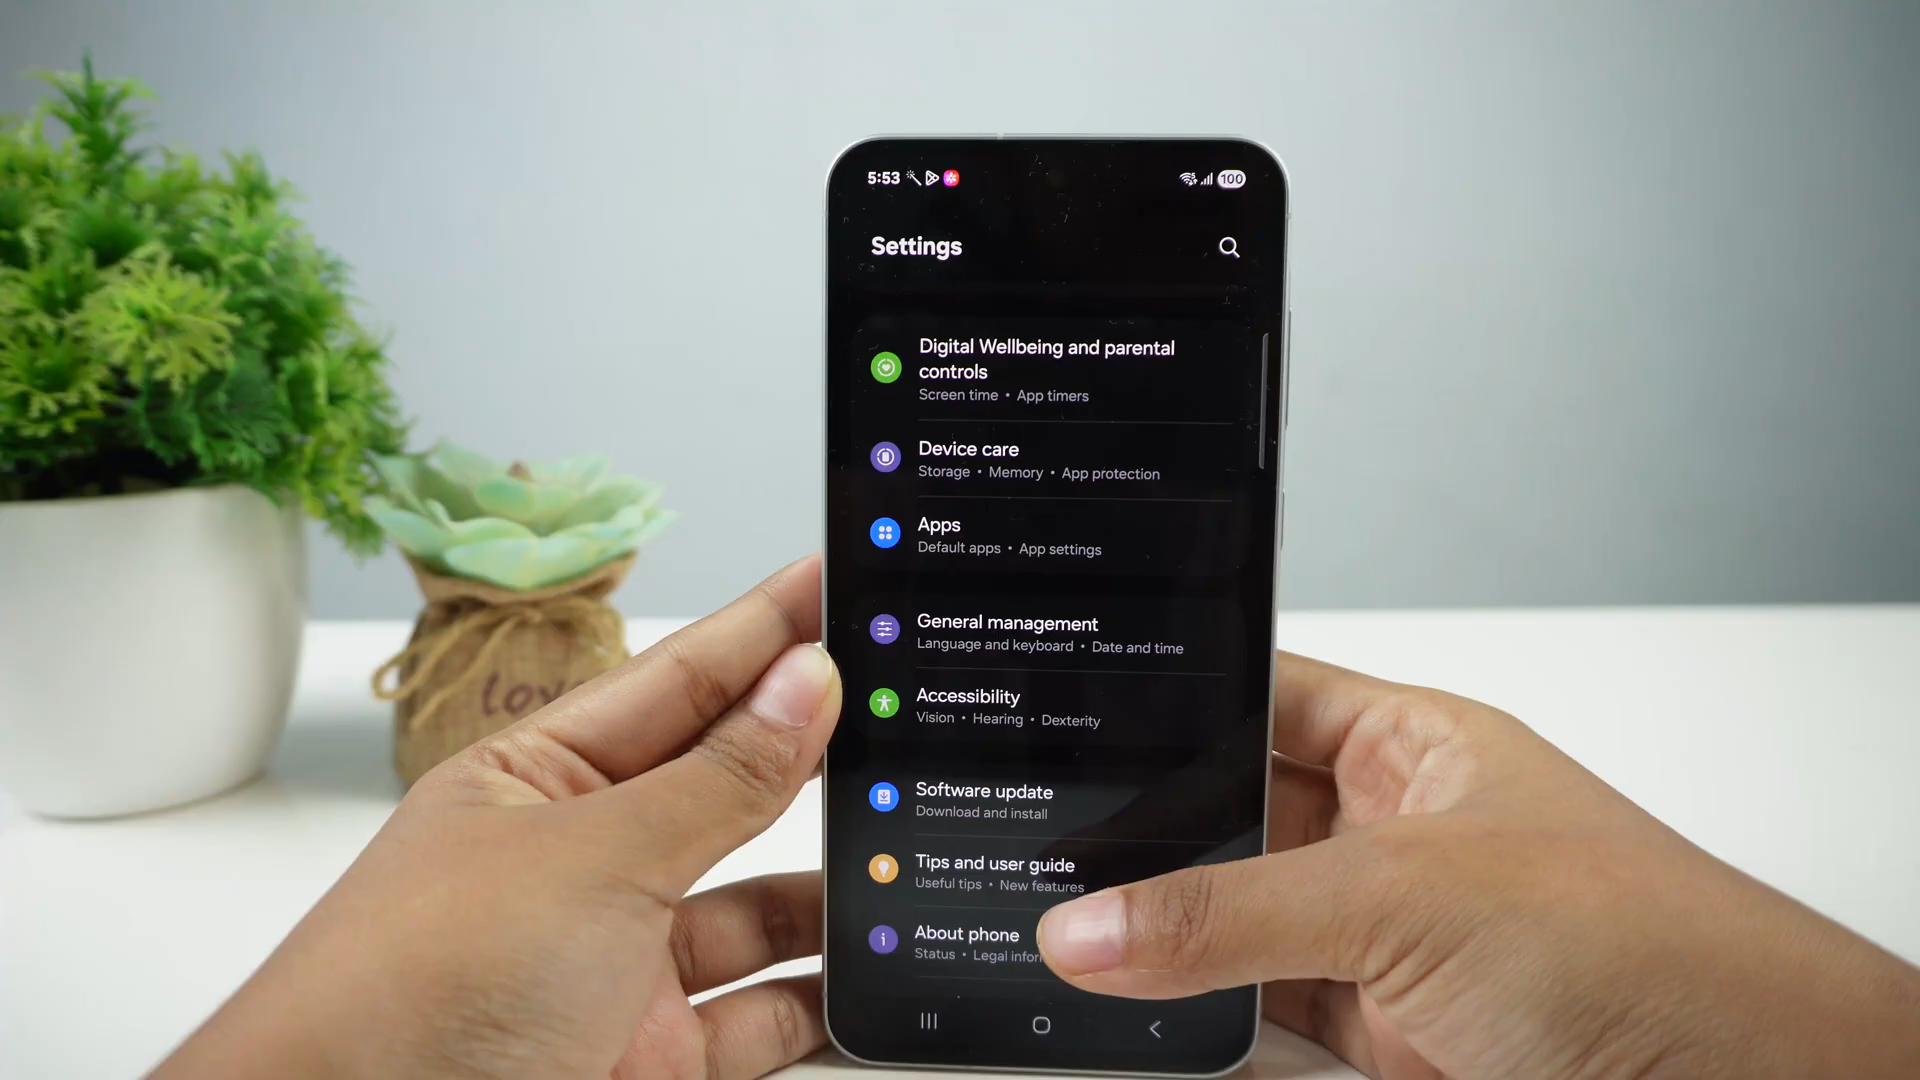 5:53
100
Settings
Digital Wellbeing and parental
controls
Screen time • App timers
Device care
Storage • Memory • App protection
Apps
Default apps • App settings
General management
Language and keyboard • Date and time
Accessibility
Vision • Hearing • Dexterity
Software update
Download and install
Tips and user guide
Useful tips • New features
About phone
Status • Legal